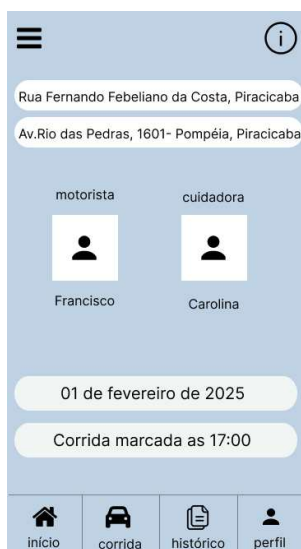 i
Rua Fernando Febeliano da Costa, Piracicaba
Av.Rio das Pedras, 1601- Pompéia, Piracicaba
motorista cuidadora
Francisco Carolina
01 de fevereiro de 2025
Corrida marcada as 17:00
início corrida histórico perfil